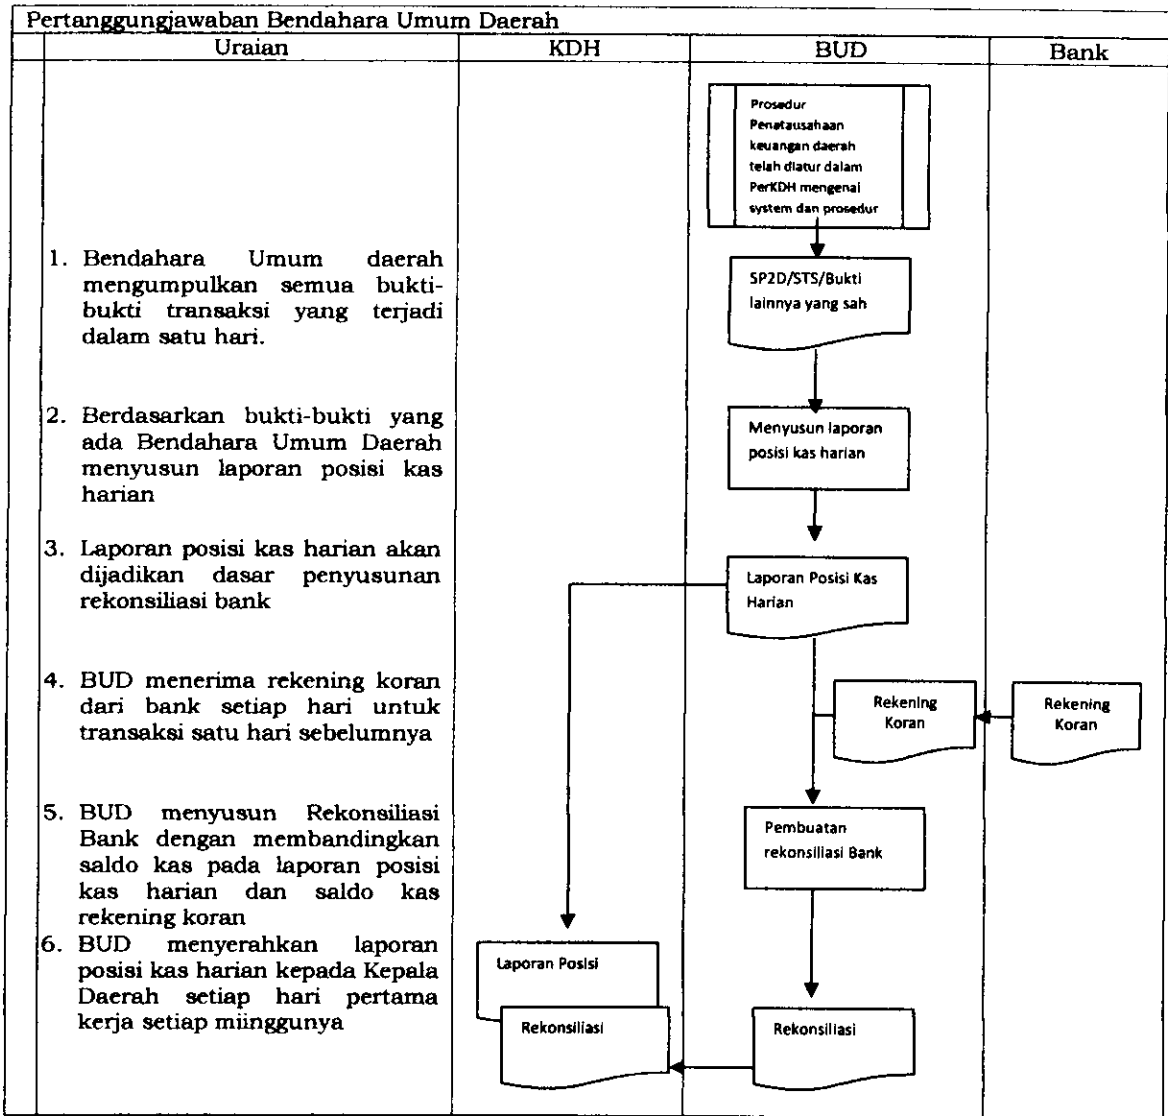 Pertanggungjawaban Bendahara Umum Daerah
Uraian
KDH
BUD
Bank
Prosedur
Penatausahaan
keuangan daerah
telah diatur dalam
PerKDH mengenai
system dan prosedur
1. Bendahara Umum daerah
mengumpulkan semua bukti-
bukti transaksi yang terjadi
dalam satu hari.
SP2D/STS/Bukti
lainnya yang sah
2. Berdasarkan bukti-bukti yang
ada Bendahara Umum Daerah
menyusun laporan posisi kas
harian
Menyusun laporan
posisi kas harian
3. Laporan posisi kas harian akan
dijadikan dasar penyusunan
rekonsiliasi bank
Laporan Posisi Kas
Harian
4. BUD menerima rekening koran
dari bank setiap hari untuk
transaksi satu hari sebelumnya
Rekening
Koran
Rekening
Koran
5. BUD menyusun Rekonsiliasi
Bank dengan membandingkan
saldo kas pada laporan posisi
kas harian dan saldo kas
rekening koran
Pembuatan
rekonsiliasi Bank
6. BUD menyerahkan laporan
posisi kas harian kepada Kepala
Daerah setiap hari pertama
kerja setiap miinggunya
Laporan Posisi
Rekonsiliasi
Rekonsiliasi